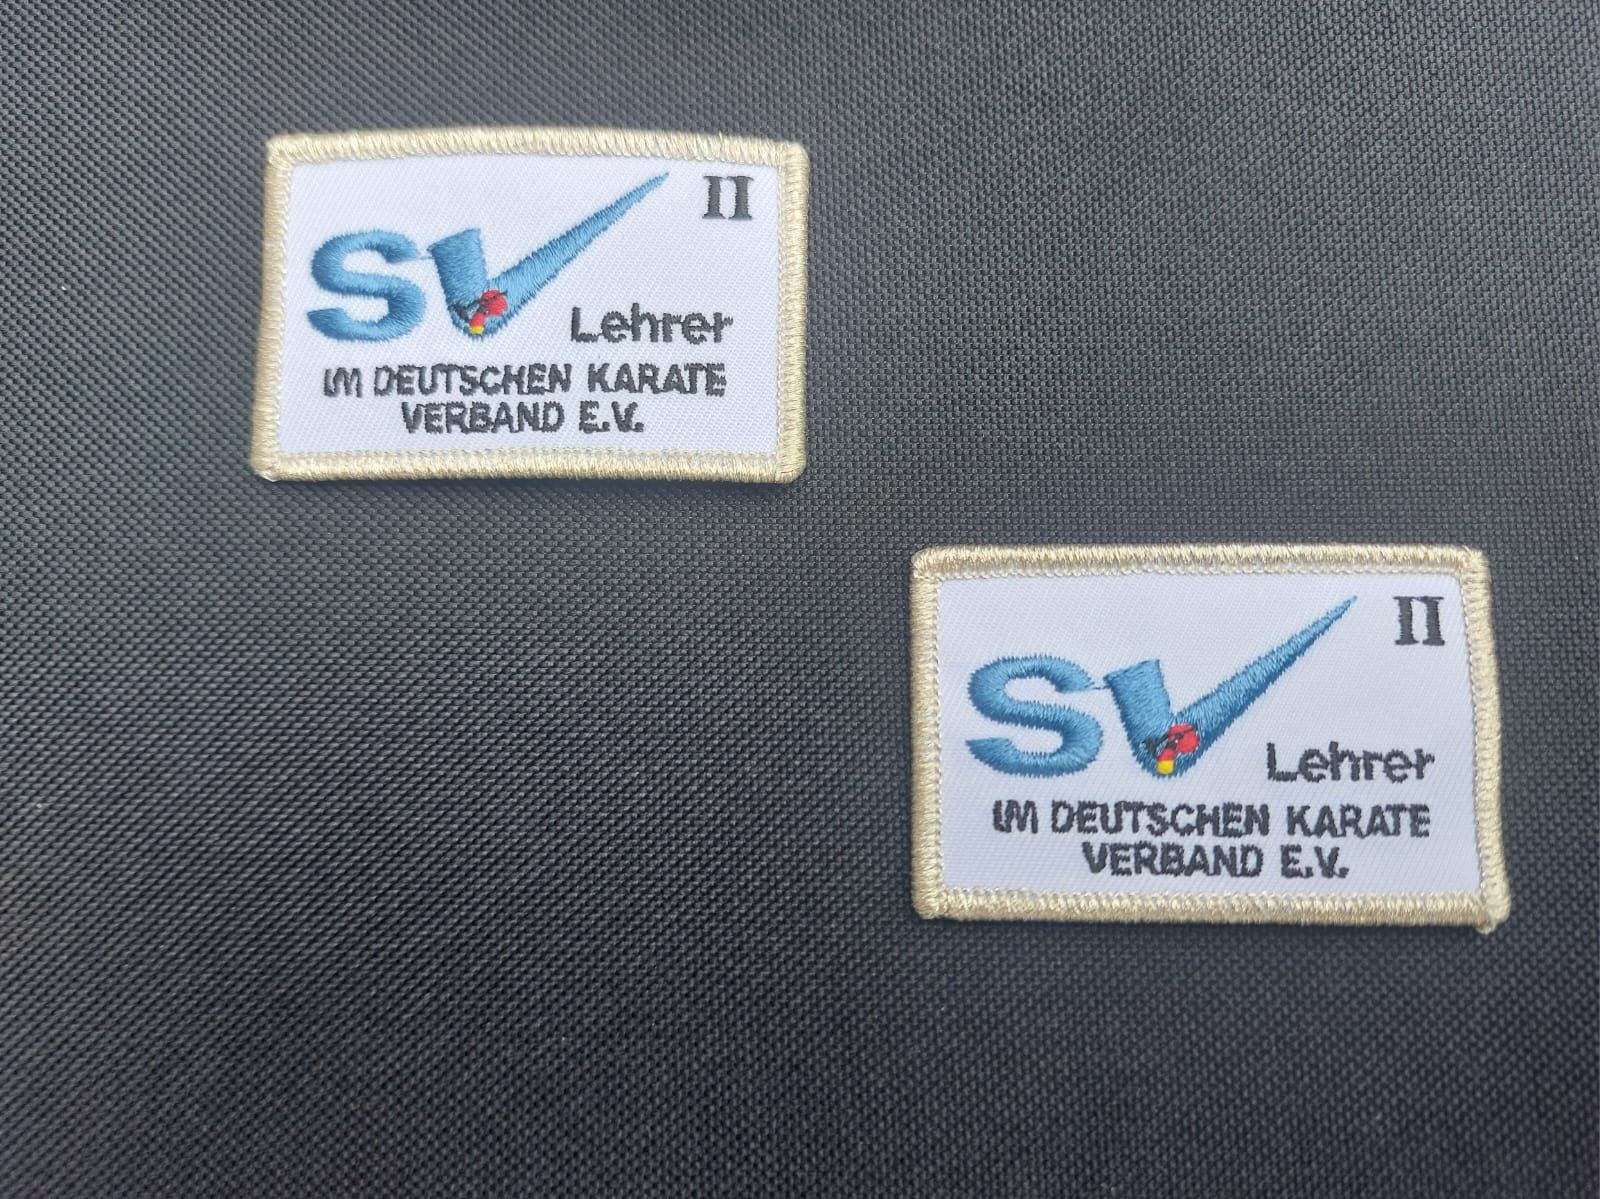 II
SV
Lehrer
IM DEUTSCHEN KARATE
VERBAND E.V.
II
SV
Lehrer
IM DEUTSCHEN KARATE
VERBAND E.V.